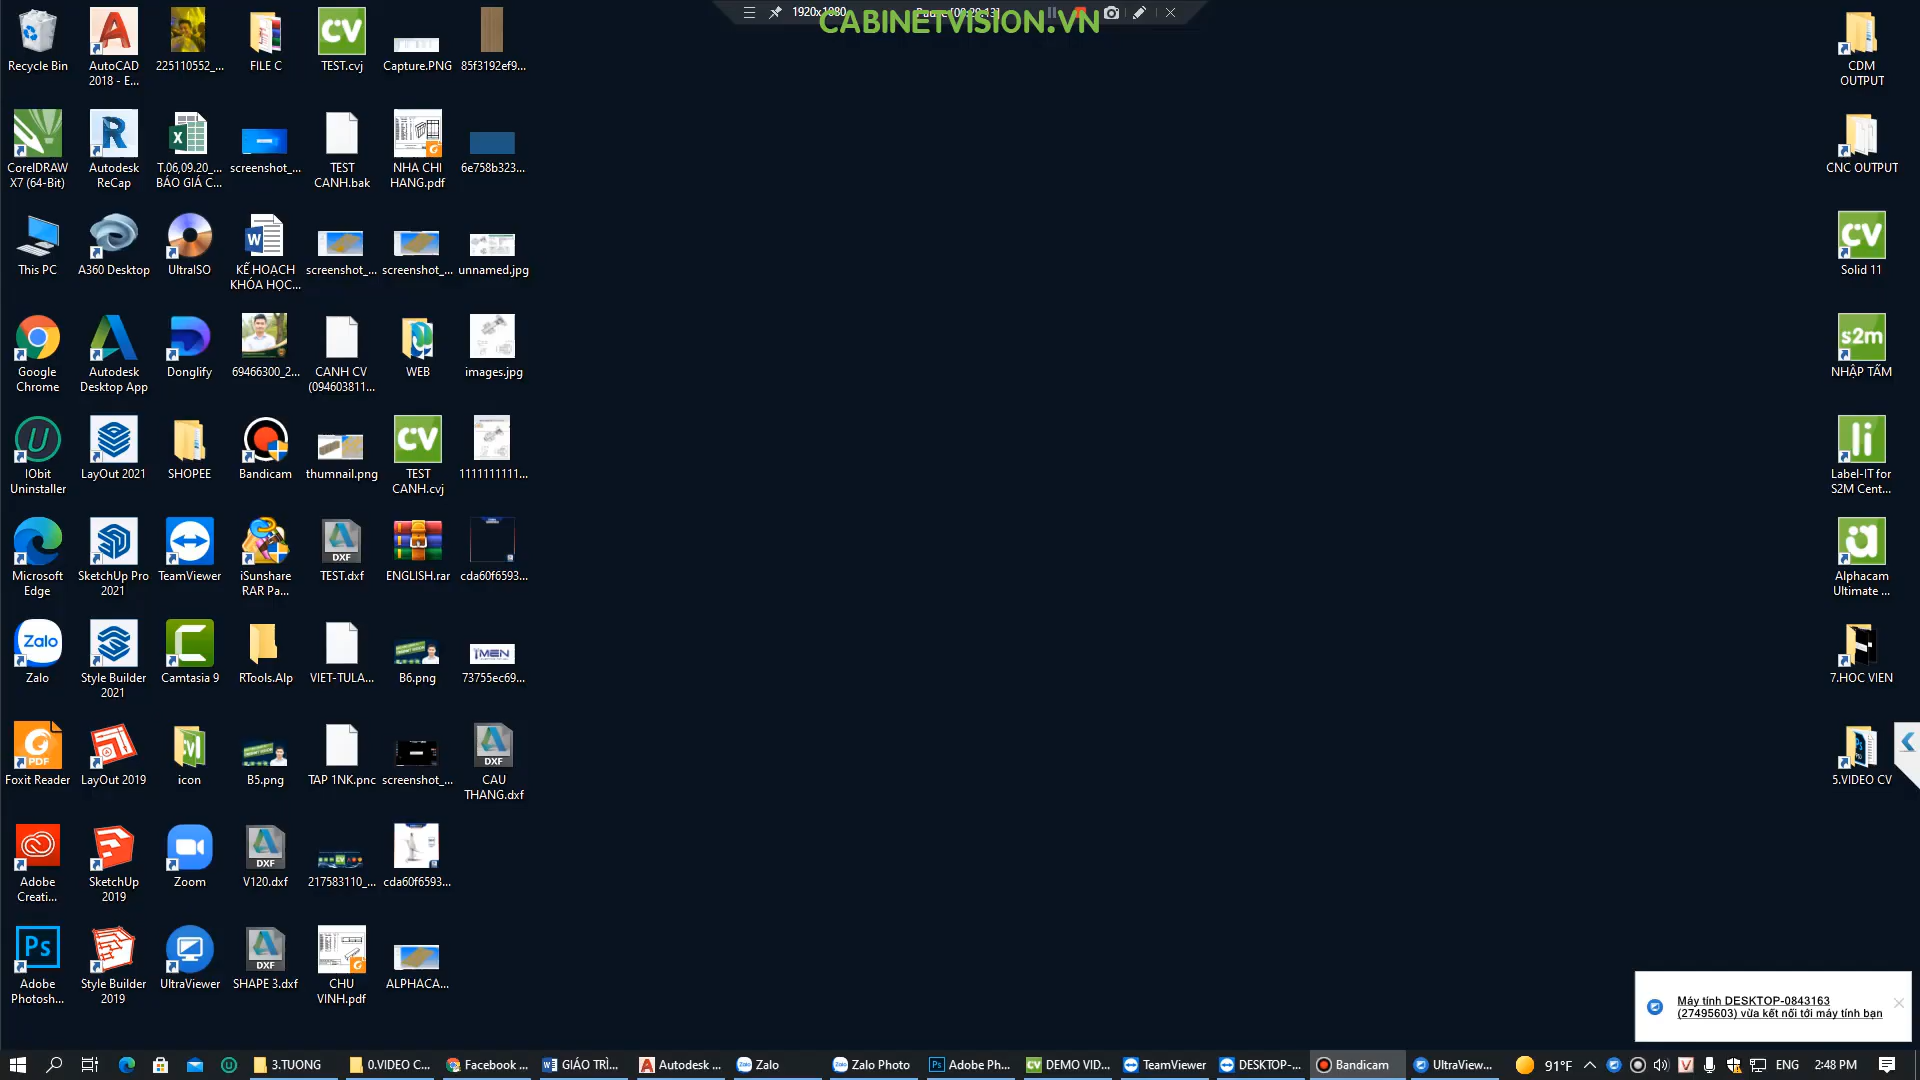 1920x1080
CABINETVISION.VN
Recycle Bin
AutoCAD
2018 - E...
225110552_...
FILE C
TEST.cvj
Capture.PNG
85f3192ef9...
CDM
OUTPUT
CorelDRAW
X7 (64-Bit)
Autodesk
ReCap
T.06,09.20_...
BÁO GIÁ C...
screenshot_...
TEST
CANH.bak
NHA CHI
HANG.pdf
6e758b323...
CNC OUTPUT
This PC
A360 Desktop
UltraISO
KẾ HOẠCH
KHÓA HỌC...
screenshot_...
screenshot_...
unnamed.jpg
Solid 11
Google
Chrome
Autodesk
Desktop App
Donglify
69466300_2...
CANH CV
(094603811...
WEB
images.jpg
NHẬP TẤM
IObit
Uninstaller
LayOut 2021
SHOPEE
Bandicam
thumnail.png
TEST
CANH.cvj
1111111111...
Label-IT for
S2M Cent...
Microsoft
Edge
SketchUp Pro
2021
TeamViewer
iSunshare
RAR Pa...
TEST.dxf
ENGLISH.rar
cda60f6593...
Alphacam
Ultimate ...
Zalo
Style Builder
2021
Camtasia 9
RTools.Alp
VIET-TULA...
B6.png
73755ec69...
7.HOC VIEN
Foxit Reader
LayOut 2019
icon
B5.png
TAP 1NK.pnc
screenshot_...
CAU
THANG.dxf
5.VIDEO CV
Adobe
Creati...
SketchUp
2019
Zoom
V120.dxf
217583110_...
cda60f6593...
Adobe
Photosh...
Style Builder
2019
UltraViewer
SHAPE 3.dxf
CHU
VINH.pdf
ALPHACA...
Máy tính DESKTOP-0843163
(27495603) vừa kết nối tới máy tính bạn
3.TUONG
0.VIDEO C...
Facebook ...
GIÁO TRÌ...
Autodesk ...
Zalo
Zalo Photo
Adobe Ph...
DEMO VID...
TeamViewer
DESKTOP-...
Bandicam
UltraView...
91°F
ENG
2:48 PM